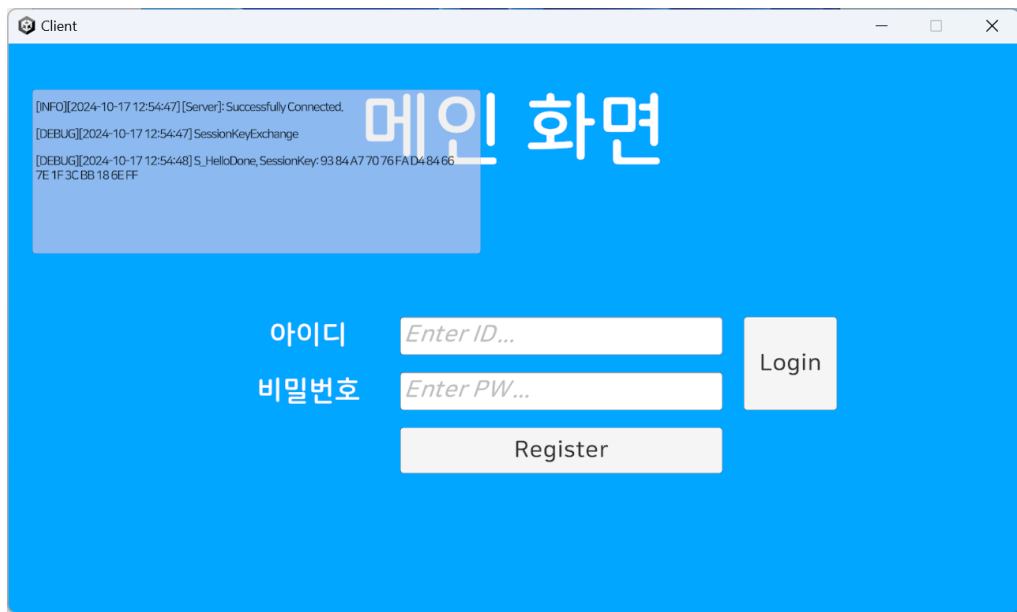 Client
[INFO][2024-10-17 12:54:47] [Server]: Successfully Connected.
메인 화면
[DEBUG][2024-10-17 12:54:47] SessionKeyExchange
[DEBUG][2024-10-17 12:54:48] S_HelloDone, SessionKey: 93 84 A7 70 76 FA D4 84 66
7E 1F 3C BB 18 6E FF
아이디
Enter ID...
Login
비밀번호
Enter PW...
Register